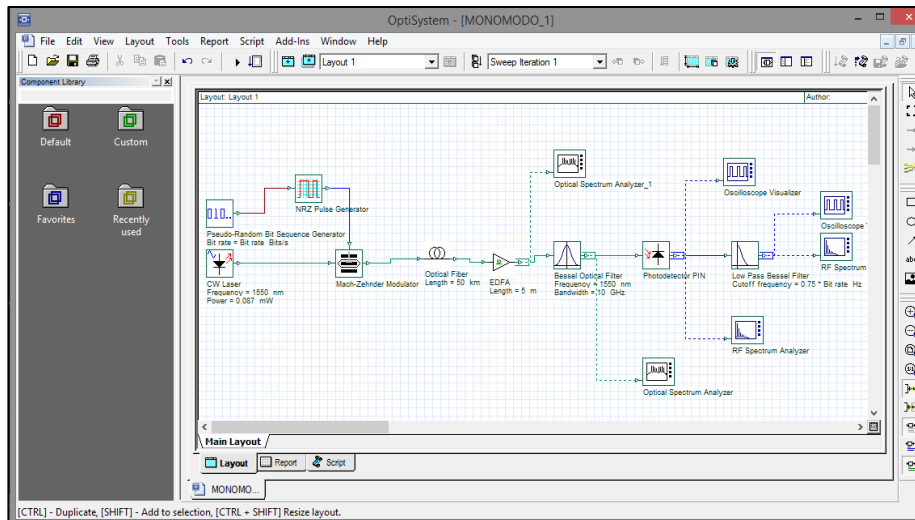 OptiSystem - [MONOMODO_1]
File Edit View Layout Tools Report Script Add-Ins Window Help
Layout 1
Sweep Iteration 1
Component Library
Default
Custom
Favorites
Recently used
Layout: Layout 1
Author:
Optical Spectrum Analyzer_1
Oscilloscope Visualizer
NRZ Pulse Generator
Pseudo-Random Bit Sequence Generator
Bit rate = Bit rate Bits/s
Oscilloscope
RF Spectrum
CW Laser
Frequency = 1550 nm
Power = 0.087 mW
Mach-Zehnder Modulator
Optical Fiber
Length = 50 km
EDFA
Length = 5 m
Bessel Optical Filter
Frequency = 1550 nm
Bandwidth = 10 GHz
Photodetector PIN
Low Pass Bessel Filter
Cutoff frequency = 0.75 * Bit rate Hz
RF Spectrum Analyzer
Optical Spectrum Analyzer
Main Layout
Layout Report Script
MONOMO...
[CTRL] - Duplicate, [SHIFT] - Add to selection, [CTRL + SHIFT] Resize layout.